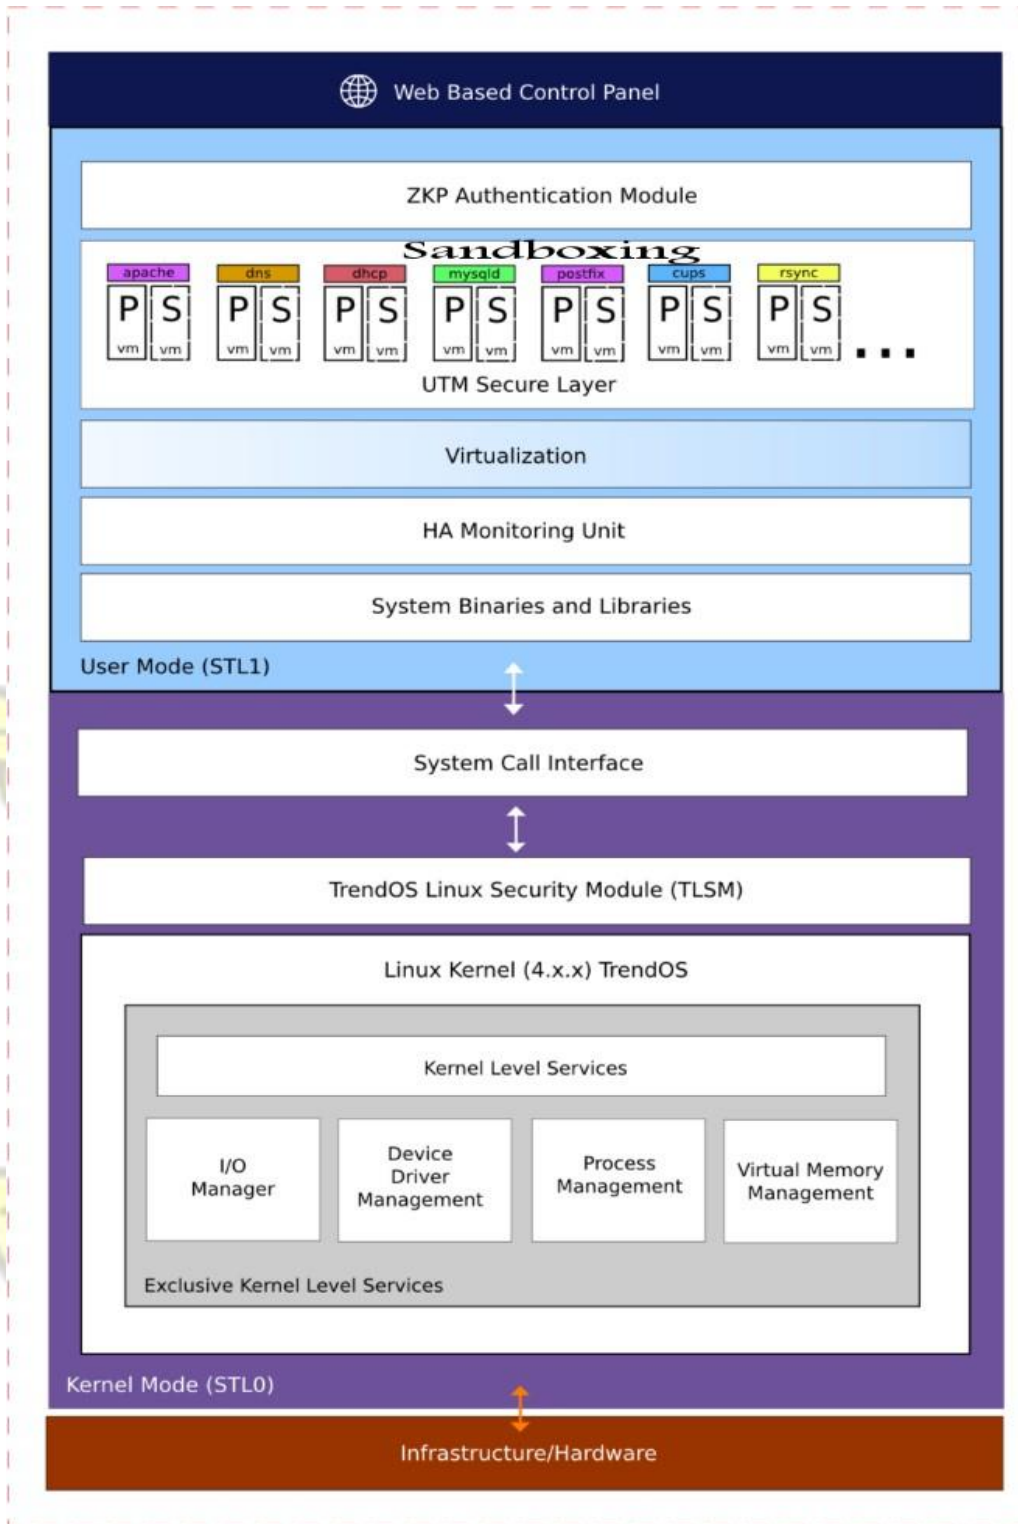 Web Based Control Panel
ZKP Authentication Module
Sandboxing
apache dns dhcp mysqld postfix cups rsync
P S P S P S P S P S P S P S
vm vm vm vm vm vm vm vm vm vm vm vm vm vm ...
UTM Secure Layer
Virtualization
HA Monitoring Unit
System Binaries and Libraries
User Mode (STL1)
System Call Interface
TrendOS Linux Security Module (TLSM)
Linux Kernel (4.x.x) TrendOS
Kernel Level Services
I/O
Manager
Device
Driver
Management
Process
Management
Virtual Memory
Management
Exclusive Kernel Level Services
Kernel Mode (STL0)
Infrastructure/Hardware